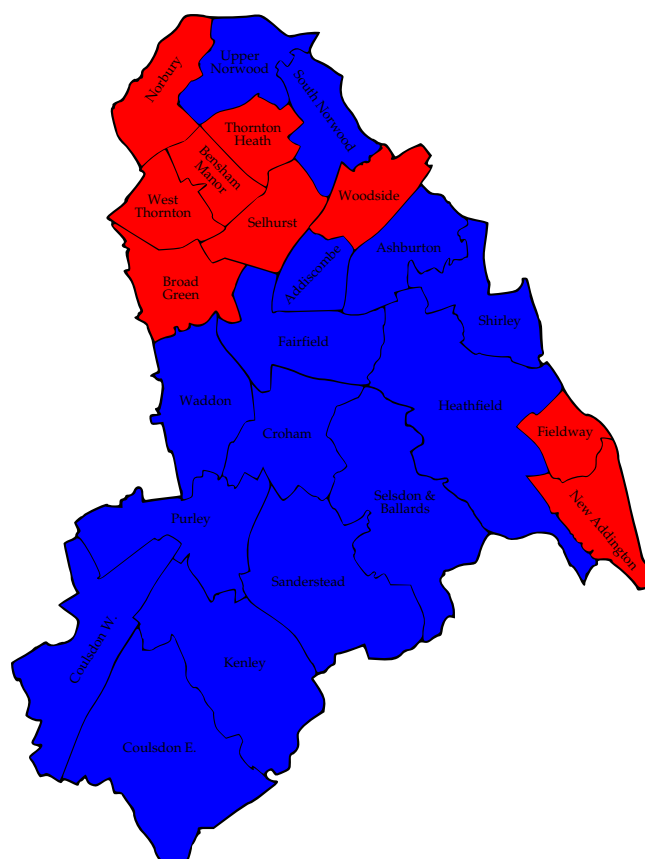 Upper
Norwood
Norbury
South Norwood
Thornton
Heath
Bensham
Manor
West
Thornton
Woodside
Selhurst
Ashburton
Addiscombe
Broad
Green
Shirley
Fairfield
Waddon
Heathfield
Croham
Fieldway
Selsdon &
Ballards
New Addington
Purley
Sanderstead
Coulsdon W.
Kenley
Coulsdon E.